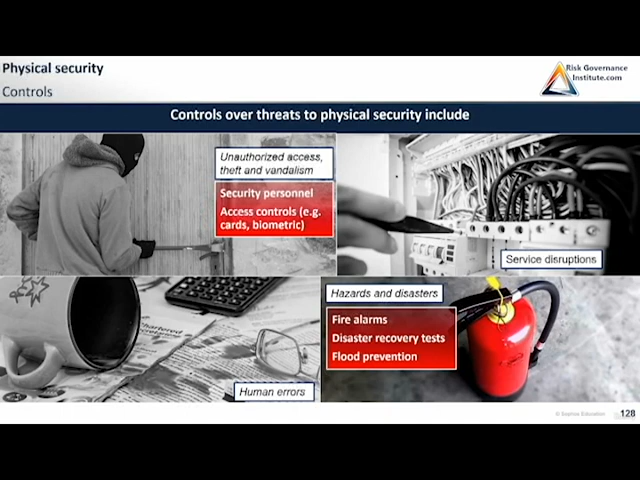 Physical security
Controls
Risk Governance
Institute.com
Controls over threats to physical security include
Unauthorized access,
theft and vandalism
Security personnel
Access controls (e.g.
cards, biometric)
Service disruptions
Hazards and disasters
Fire alarms
Disaster recovery tests
Flood prevention
Chartered
Human errors
128